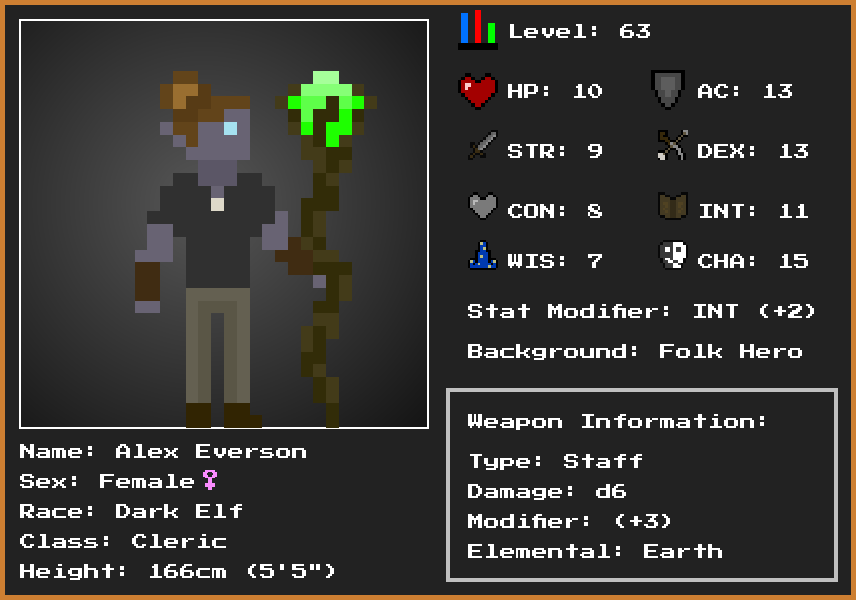 Level: 63
HP: 10
AC: 13
STR: 9
DEX: 13
CON: 8
INT: 11
WIS: 7
CHA: 15
Stat Modifier: INT (+2)
Background: Folk Hero
Name: Alex Everson
Sex: Female♀
Race: Dark Elf
Class: Cleric
Height: 166cm (5'5")
Weapon Information:
Type: Staff
Damage: d6
Modifier: (+3)
Elemental: Earth